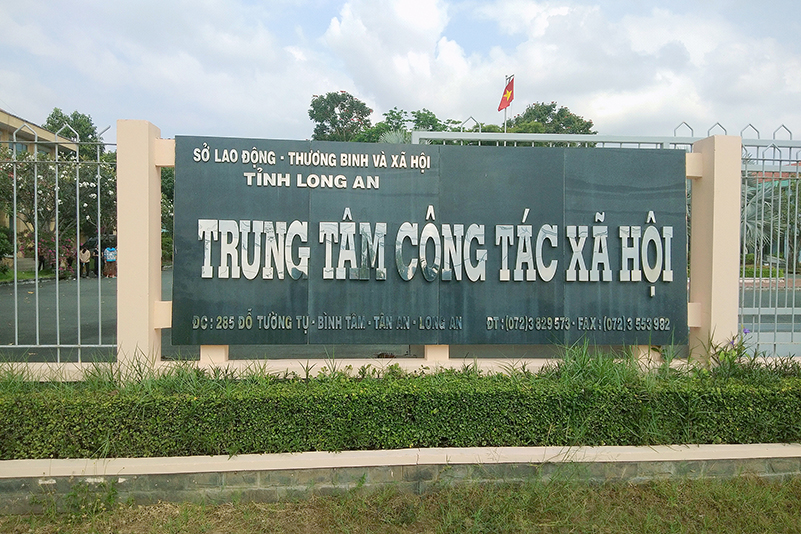 SỞ LAO ĐỘNG - THƯƠNG BINH VÀ XÃ HỘI
TỈNH LONG AN
TRUNG TÂM CÔNG TÁC XÃ HỘI
ĐC : 285 ĐỖ TƯỜNG TỰ - BÌNH TÂM - TÂN AN - LONG AN ĐT : (072)3 829 573 - FAX : (072)3 553 982